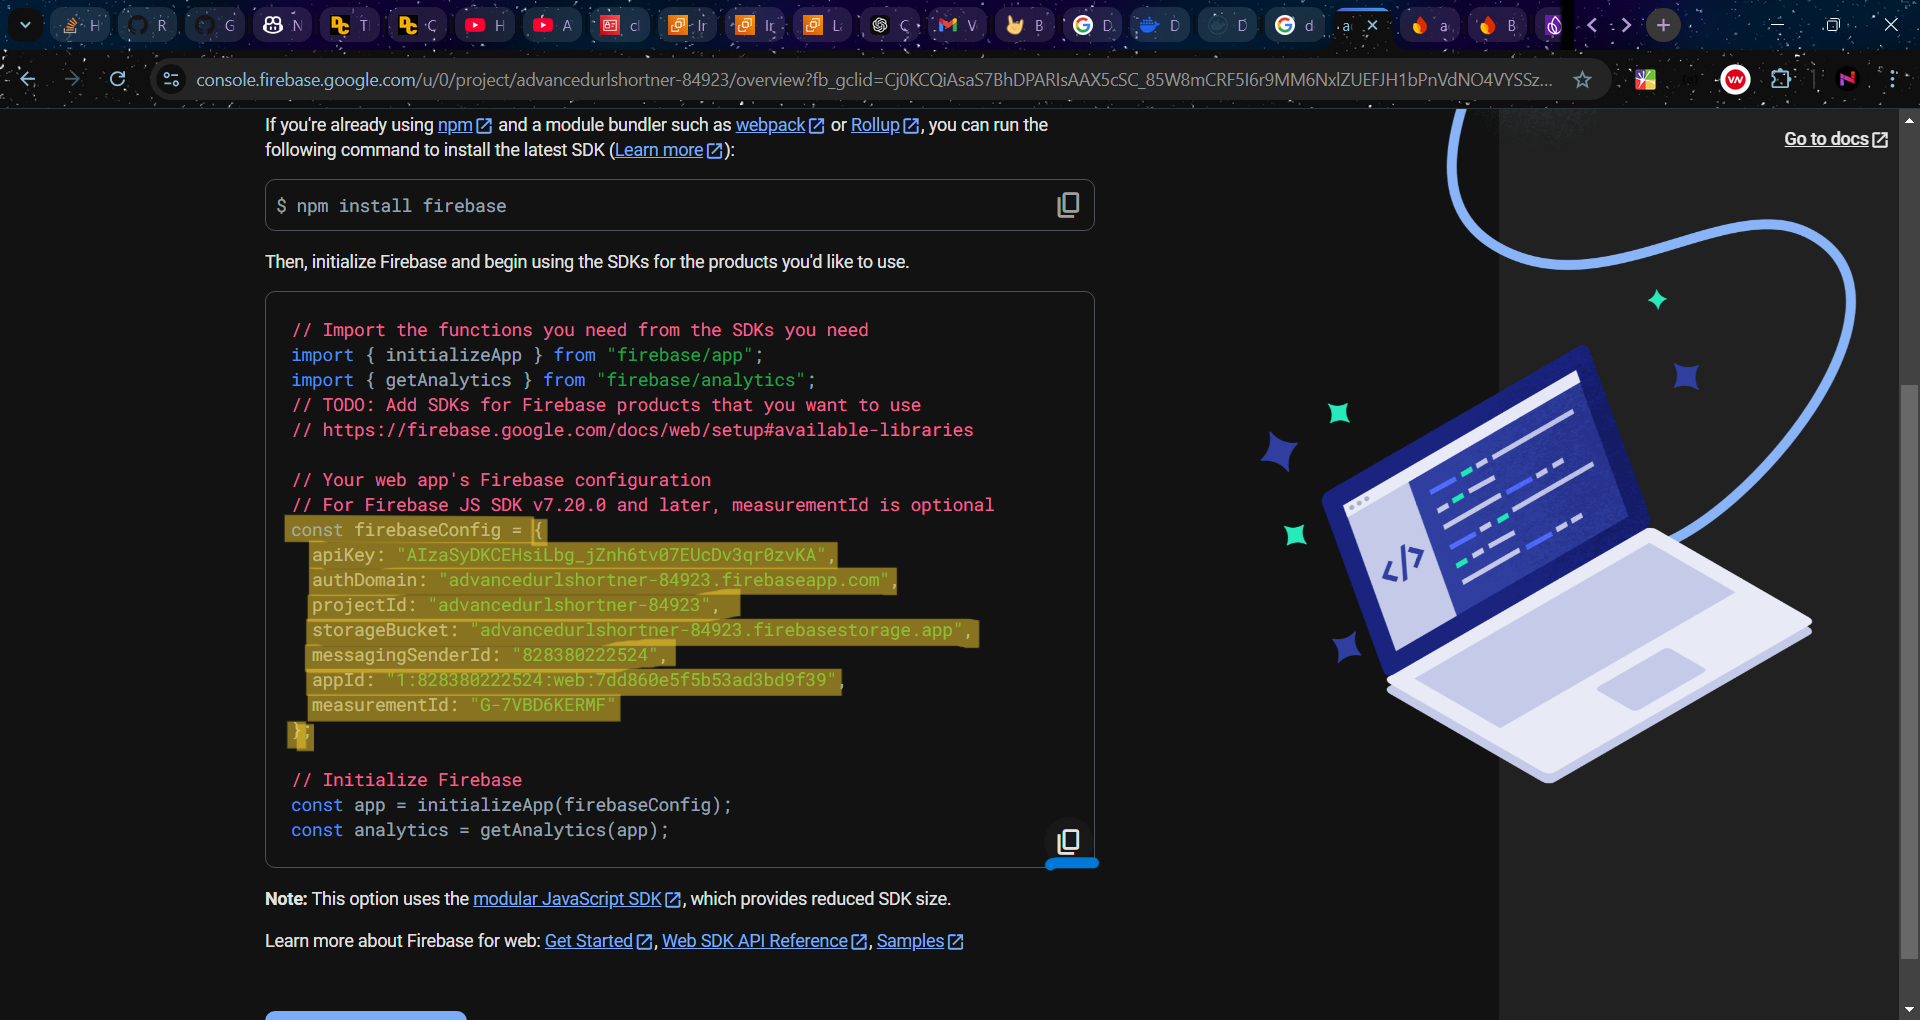 H
R
G
N
T
C
H
A
cl
Ir
Ir
L
C
V
B
D
D
D
d
a
a
B
console.firebase.google.com/u/0/project/advancedurlshortner-84923/overview?fb_gclid=Cj0KCQiAsaS7BhDPARIsAAX5cSC_85W8mCRF5I6r9MM6NxlZUEFJH1bPnVdNO4VYSSz...
If you're already using npm and a module bundler such as webpack or Rollup, you can run the
following command to install the latest SDK (Learn more):
Go to docs
$ npm install firebase
Then, initialize Firebase and begin using the SDKs for the products you'd like to use.
// Import the functions you need from the SDKs you need
import { initializeApp } from "firebase/app";
import { getAnalytics } from "firebase/analytics";
// TODO: Add SDKs for Firebase products that you want to use
// https://firebase.google.com/docs/web/setup#available-libraries
// Your web app's Firebase configuration
// For Firebase JS SDK v7.20.0 and later, measurementId is optional
const firebaseConfig = {
apiKey: "AIzaSyDKCEHsiLbg_jZnh6tv07EUcDv3qr0zvKA",
authDomain: "advancedurlshortner-84923.firebaseapp.com",
projectId: "advancedurlshortner-84923",
storageBucket: "advancedurlshortner-84923.firebasestorage.app",
messagingSenderId: "828380222524",
appId: "1:828380222524:web:7dd860e5f5b53ad3bd9f39",
measurementId: "G-7VBD6KERMF"
};
// Initialize Firebase
const app = initializeApp(firebaseConfig);
const analytics = getAnalytics(app);
</>
Note: This option uses the modular JavaScript SDK, which provides reduced SDK size.
Learn more about Firebase for web: Get Started, Web SDK API Reference, Samples